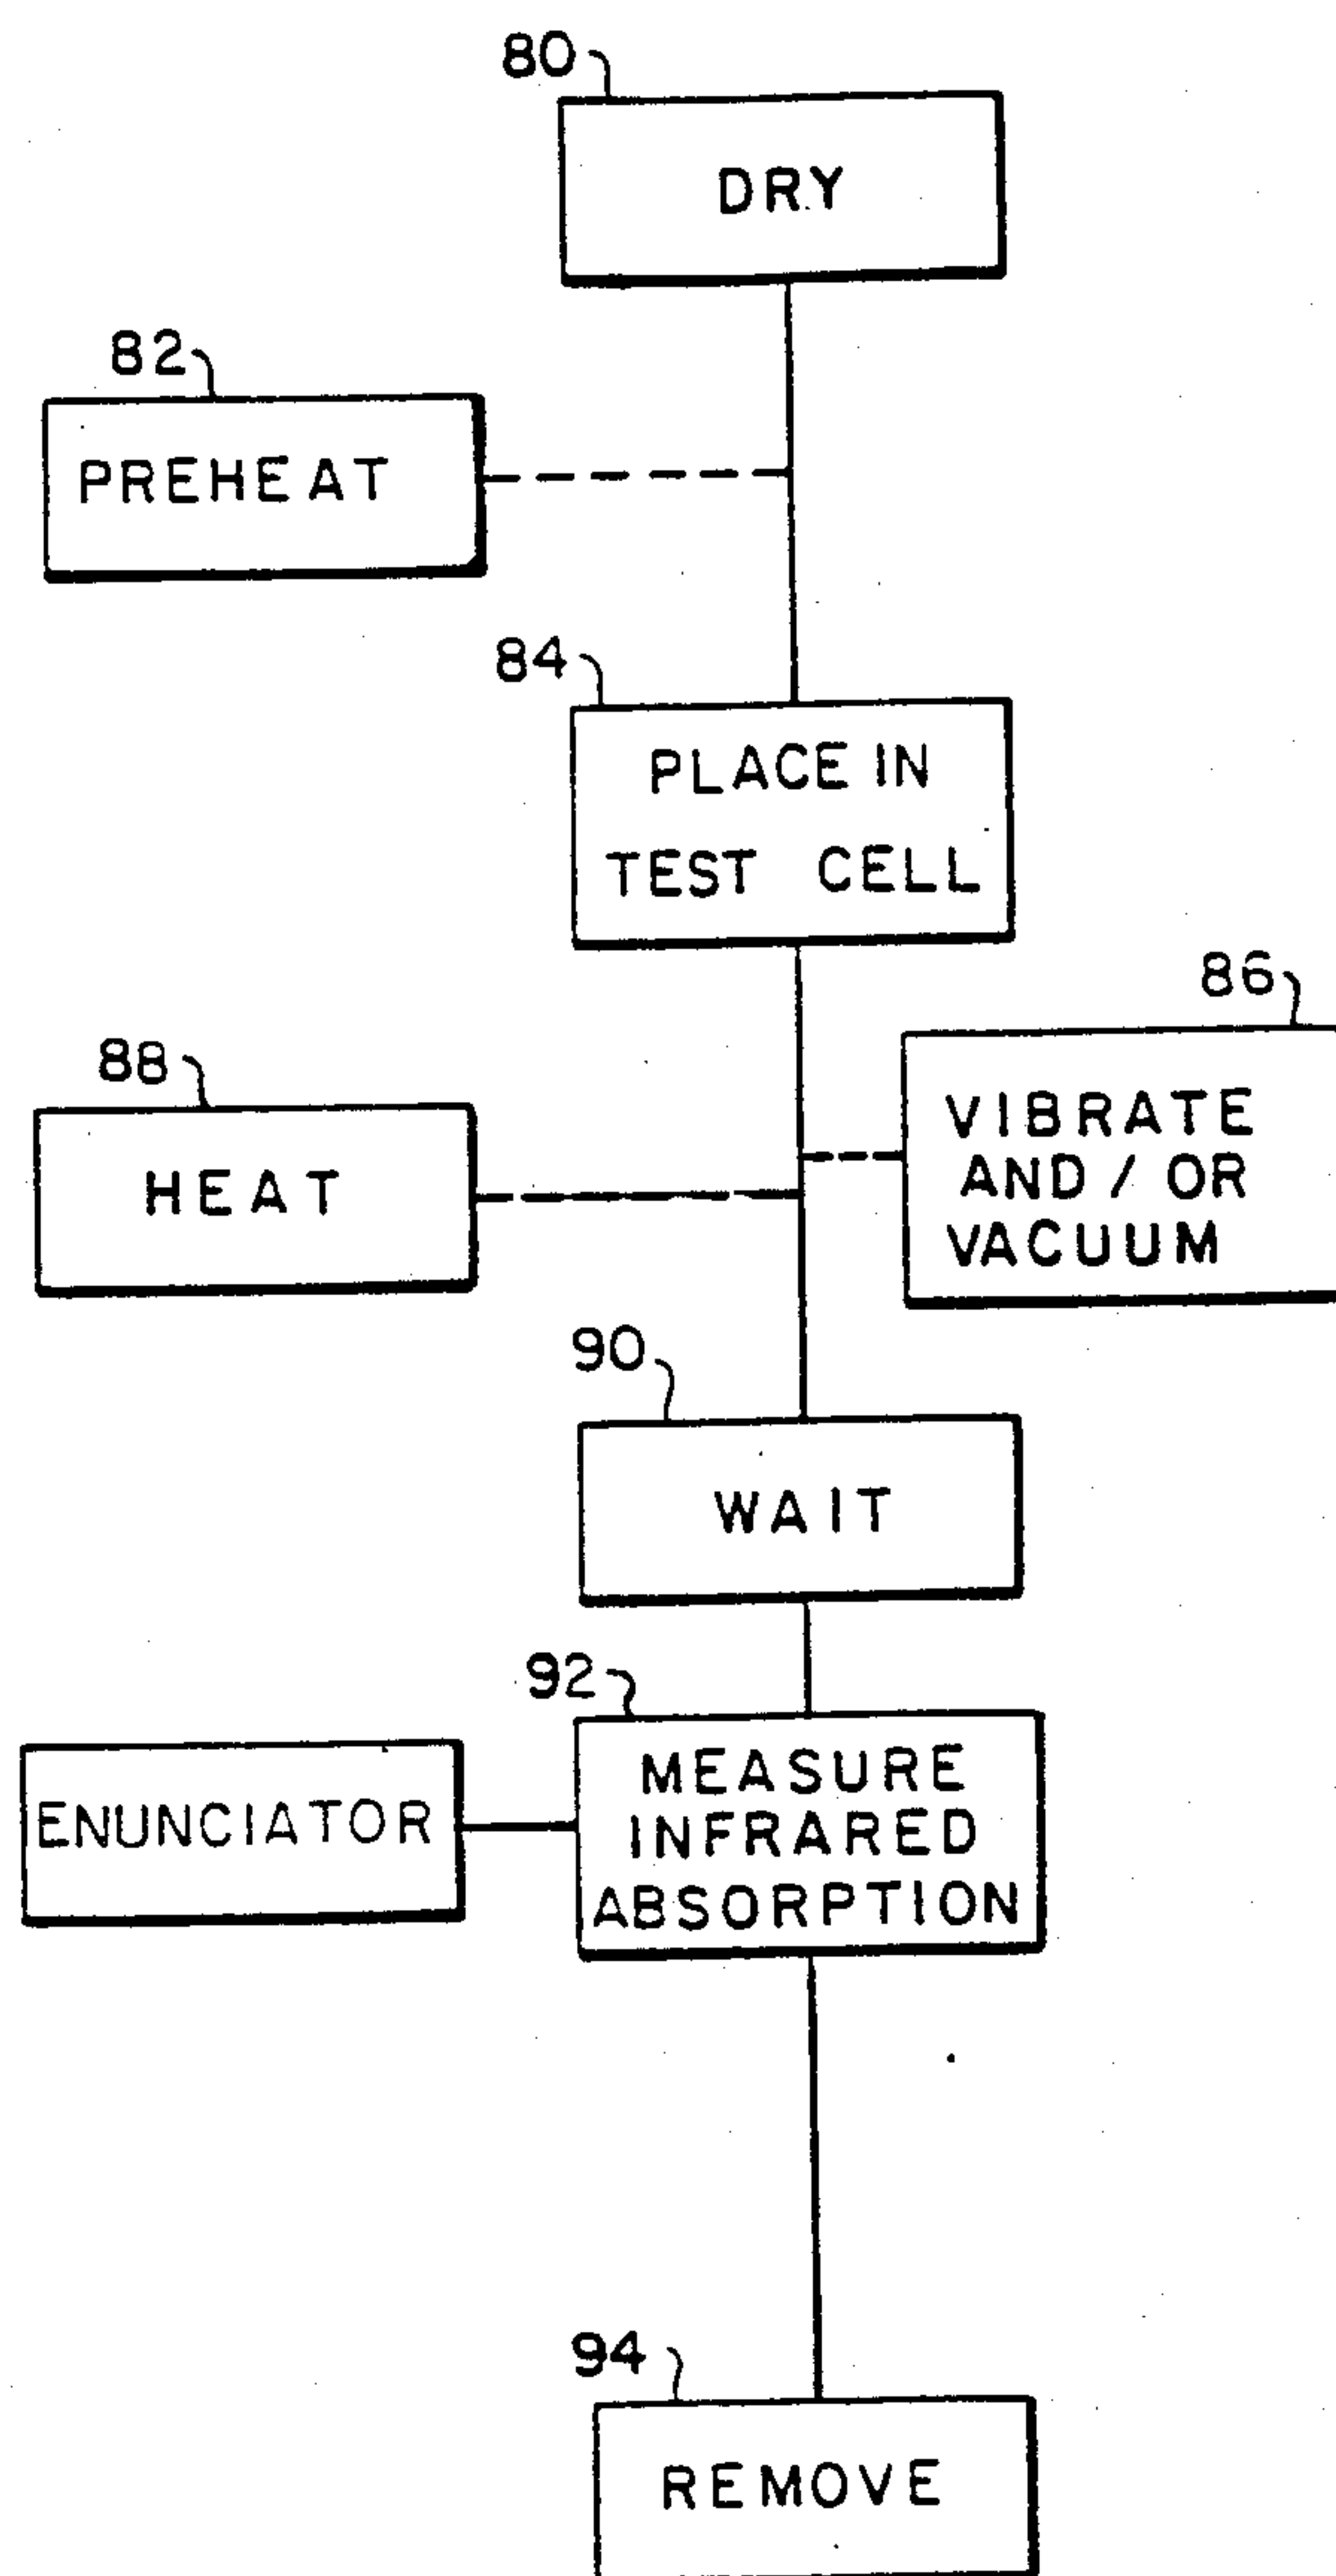 80
DRY
82
PREHEAT
84
PLACE IN
TEST CELL
86
VIBRATE
AND / OR
VACUUM
88
HEAT
90
WAIT
92
MEASURE
INFRARED
ABSORPTION
ENUNCIATOR
94
REMOVE